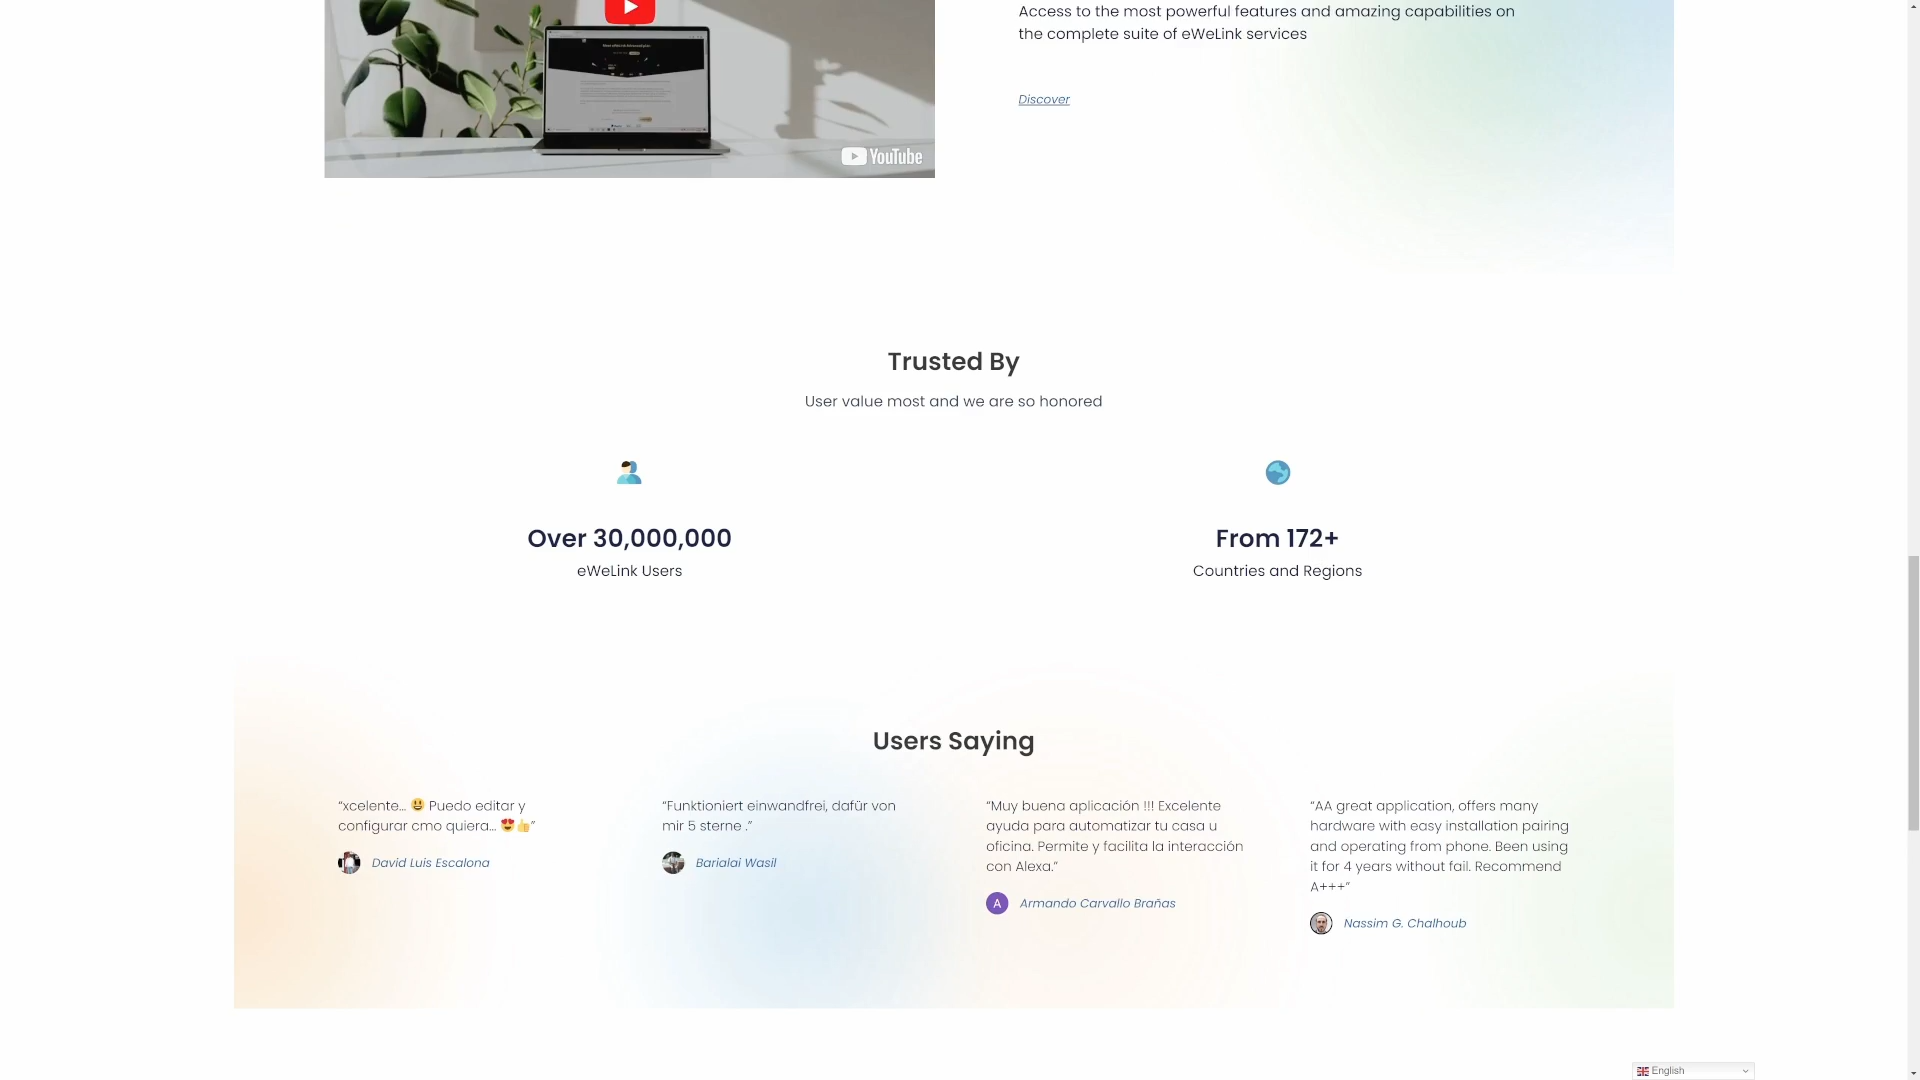 Access to the most powerful features and amazing capabilities on
the complete suite of eWeLink services
Discover
YouTube
Trusted By
User value most and we are so honored
Over 30,000,000
eWeLink Users
From 172+
Countries and Regions
Users Saying
“xcelente... 😃 Puedo editar y
configurar cmo quiera... 😍👍”
David Luis Escalona
“Funktioniert einwandfrei, dafür von
mir 5 sterne .”
Barialai Wasil
“Muy buena aplicación !!! Excelente
ayuda para automatizar tu casa u
oficina. Permite y facilita la interacción
con Alexa.”
A
Armando Carvallo Brañas
“AA great application, offers many
hardware with easy installation pairing
and operating from phone. Been using
it for 4 years without fail. Recommend
A+++”
Nassim G. Chalhoub
English